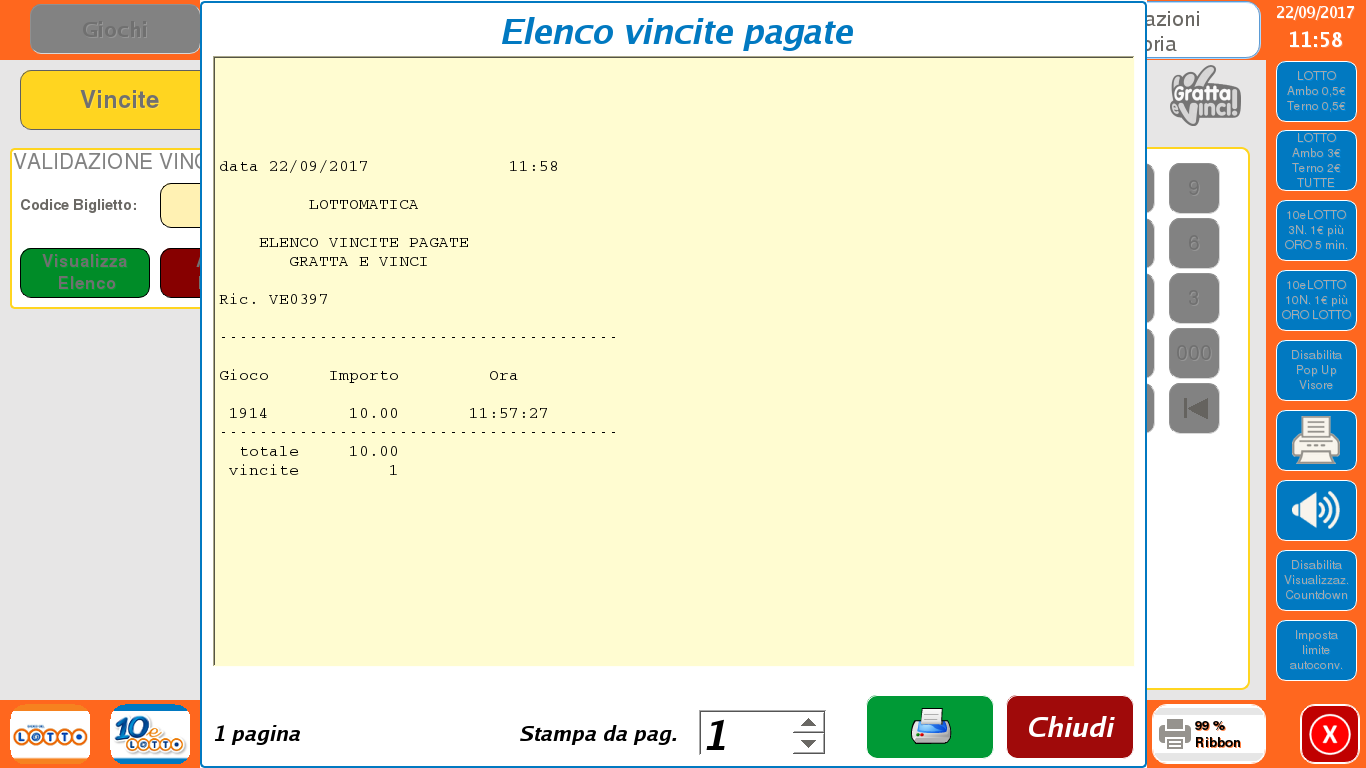 Giochi
Elenco vincite pagate
azioni
oria
22/09/2017
11:58
Vincite
Gratta
e vinci!
VALIDAZIONE VINC
Codice Biglietto:
Visualizza
Elenco
data 22/09/2017 11:58
LOTTOMATICA
ELENCO VINCITE PAGATE
GRATTA E VINCI
Ric. VE0397
----------------------------------------
Gioco Importo Ora
1914 10.00 11:57:27
----------------------------------------
totale 10.00
vincite 1
9
6
3
000
LOTTO
Ambo 0,5€
Terno 0,5€
LOTTO
Ambo 3€
Terno 2€
TUTTE
10eLOTTO
3N. 1€ più
ORO 5 min.
10eLOTTO
10N. 1€ più
ORO LOTTO
Disabilita
Pop Up
Visore
Disabilita
Visualizzaz.
Countdown
Imposta
limite
autoconv.
LOTTO
10eLOTTO
1 pagina
Stampa da pag.
1
Chiudi
99 %
Ribbon
X